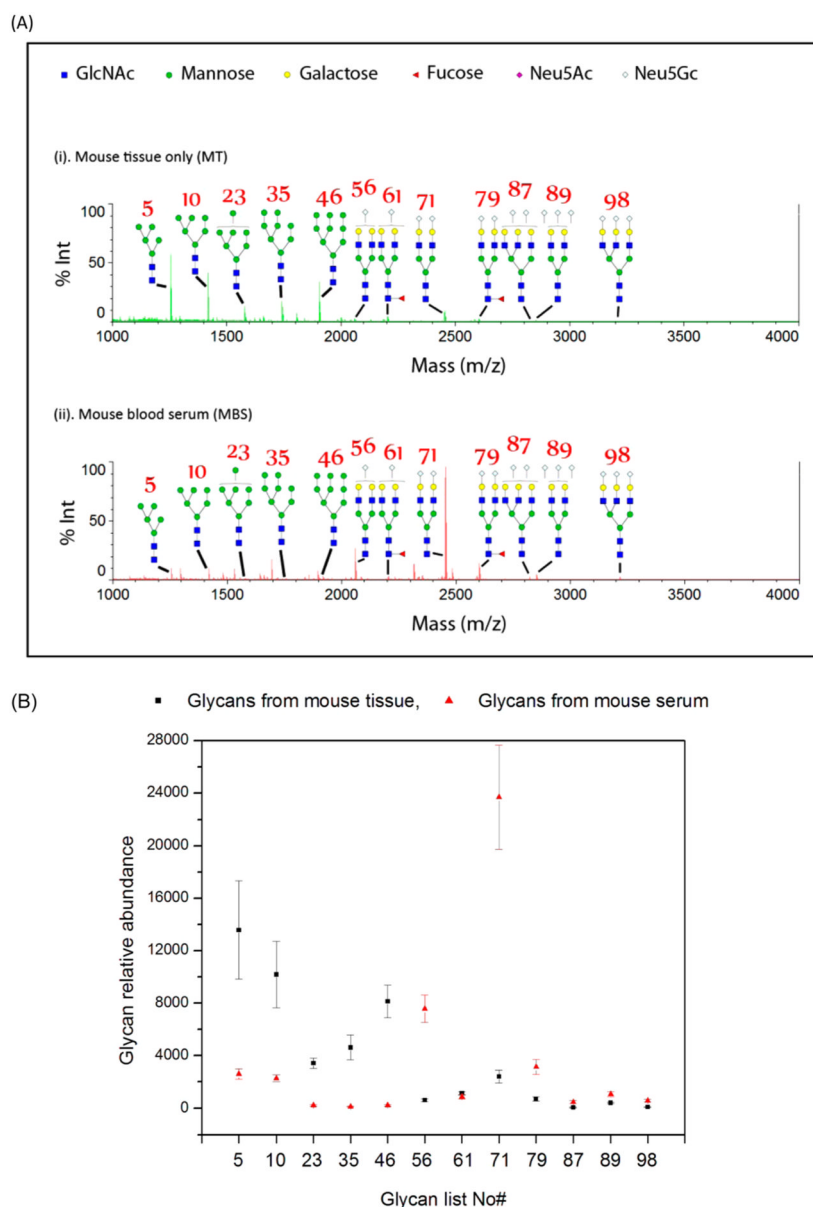 (A)
GlcNAc Mannose Galactose Fucose Neu5Ac Neu5Gc
(i). Mouse tissue only (MT)
5 10 23 35 46 56 61 71 79 87 89 98
100
50
0
% Int
1000 1500 2000 2500 3000 4000
Mass (m/z)
(ii). Mouse blood serum (MBS)
5 10 23 35 46 56 61 71 79 87 89 98
100
50
0
% Int
1000 1500 2000 2500 3000 4000
Mass (m/z)
(B)
Glycans from mouse tissue, Glycans from mouse serum
28000
24000
20000
16000
12000
8000
4000
0
Glycan relative abundance
5 10 23 35 46 56 61 71 79 87 89 98
Glycan list No#